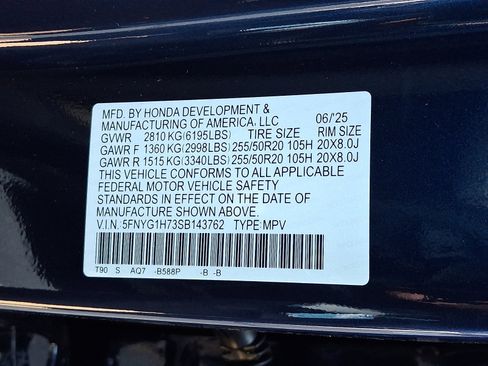 MFD. BY HONDA DEVELOPMENT &
MANUFACTURING OF AMERICA, LLC 06/'25
GVWR 2810 KG(6195LBS) TIRE SIZE RIM SIZE
GAWR F 1360 KG(2998LBS) 255/50R20 105H 20X8.0J
GAWR R 1515 KG(3340LBS) 255/50R20 105H 20X8.0J
THIS VEHICLE CONFORMS TO ALL APPLICABLE
FEDERAL MOTOR VEHICLE SAFETY
STANDARDS IN EFFECT ON THE DATE OF
MANUFACTURE SHOWN ABOVE.
V.I.N.: 5FNYG1H73SB143762 TYPE:MPV
T90 S AQ7 -B588P -B -B